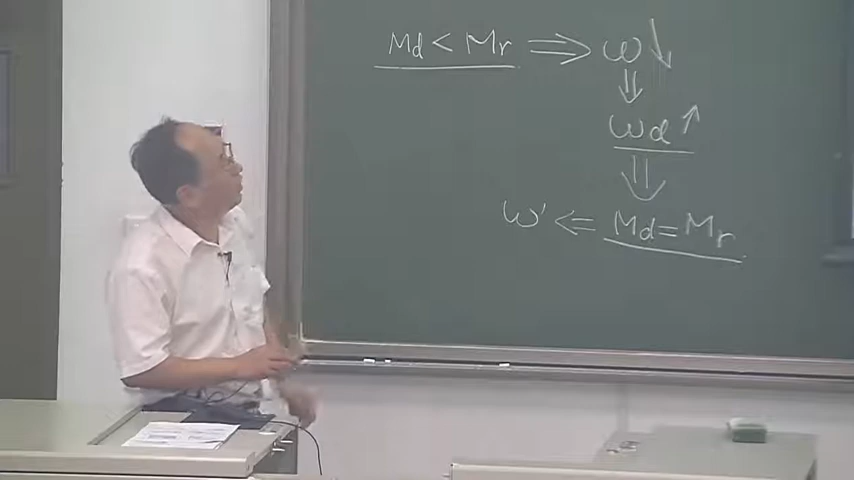 Md < Mr ⇒ ω ↓
⇓
ωd ↑
⇓
ω' ⇐ Md = Mr